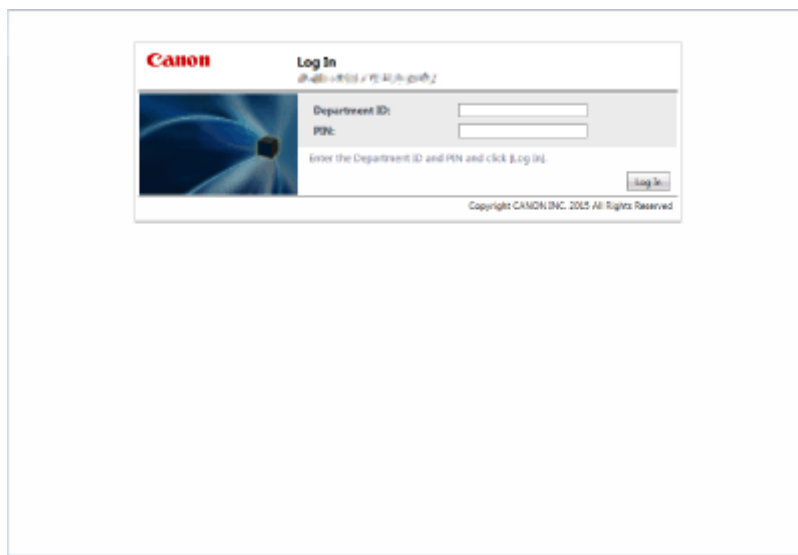 Canon
Log In
Department ID:
PIN:
Enter the Department ID and PIN and click [Log In].
Log In
Copyright CANON INC. 2015 All Rights Reserved